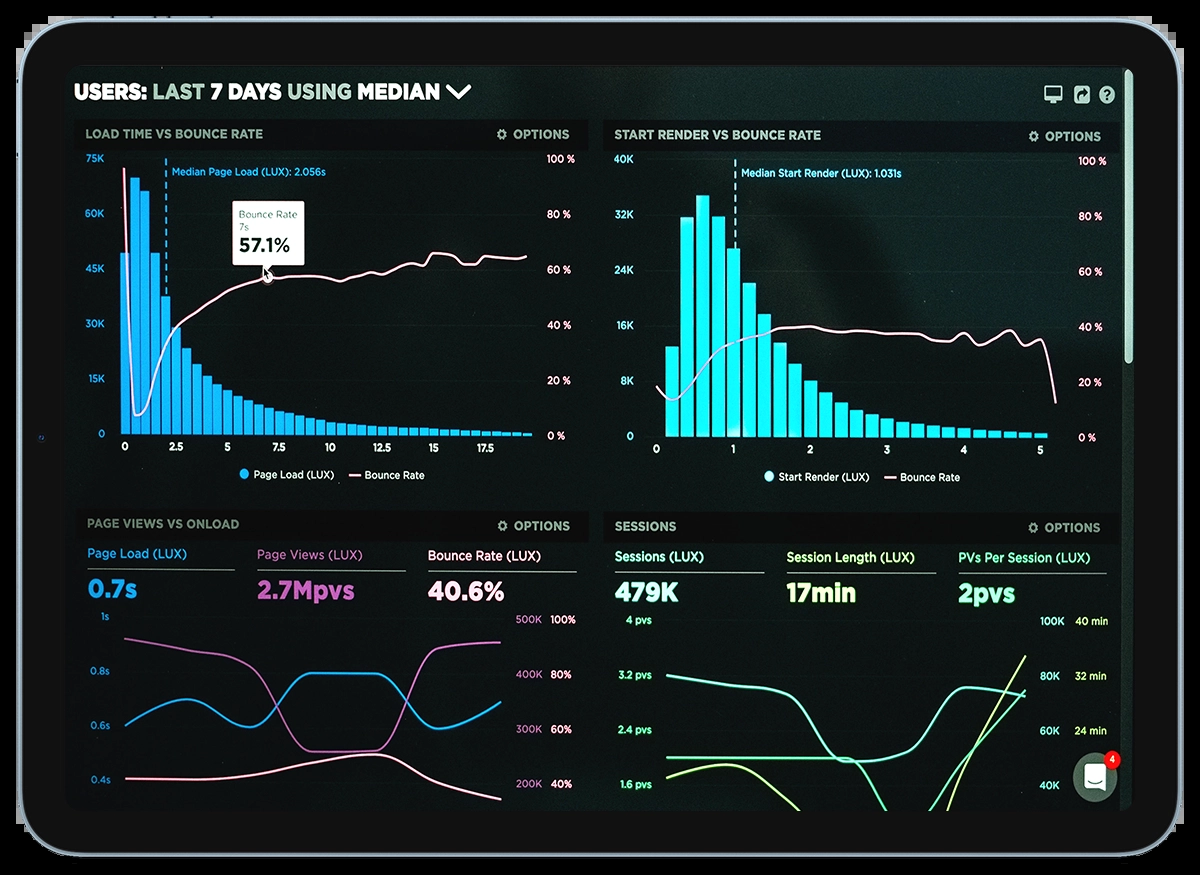 USERS: LAST 7 DAYS USING MEDIAN
LOAD TIME VS BOUNCE RATE
OPTIONS
75K
60K
45K
30K
15K
0
Median Page Load (LUX): 2.056s
Bounce Rate
7s
57.1%
100 %
80 %
60 %
40 %
20 %
0 %
0 2.5 5 7.5 10 12.5 15 17.5
Page Load (LUX) Bounce Rate
START RENDER VS BOUNCE RATE
OPTIONS
40K
32K
24K
16K
8K
0
Median Start Render (LUX): 1.031s
100 %
80 %
60 %
40 %
20 %
0 %
0 1 2 3 4 5
Start Render (LUX) Bounce Rate
PAGE VIEWS VS ONLOAD
OPTIONS
Page Load (LUX) Page Views (LUX) Bounce Rate (LUX)
0.7s 2.7Mpvs 40.6%
1s
0.8s
0.6s
0.4s
500K 100%
400K 80%
300K 60%
200K 40%
SESSIONS
OPTIONS
Sessions (LUX) Session Length (LUX) PVs Per Session (LUX)
479K 17min 2pvs
4 pvs
3.2 pvs
2.4 pvs
1.6 pvs
100K 40 min
80K 32 min
60K 24 min
40K
4